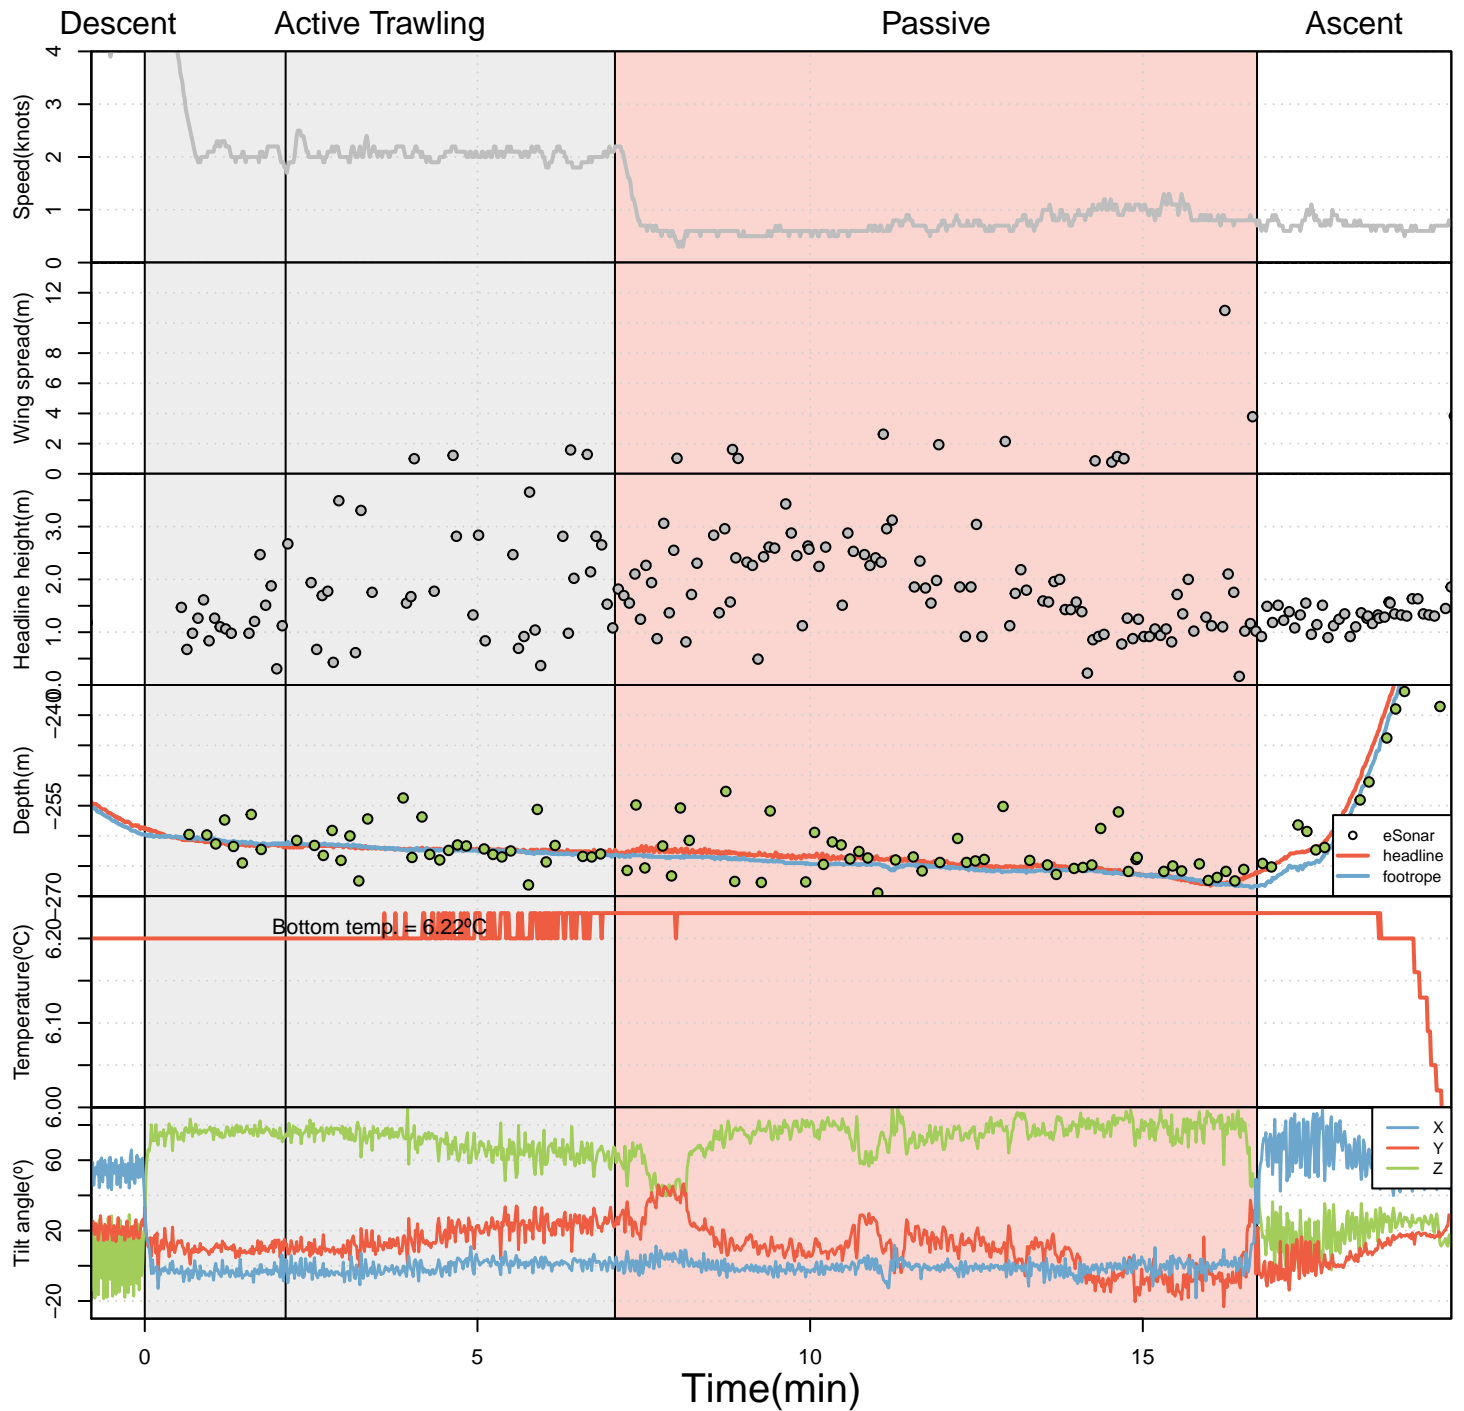 Descent Active Trawling Passive Ascent
Speed(knots)
4
3
2
1
0
Wing spread(m)
12
8
6
4
2
0
Headline height(m)
3.0
2.0
1.0
0.0
Depth(m)
−240
−255
−270
eSonar
headline
footrope
Temperature(ºC)
6.20
6.10
6.00
Bottom temp. = 6.22ºC
Tilt angle(º)
60
20
−20
X
Y
Z
0 5 10 15
Time(min)